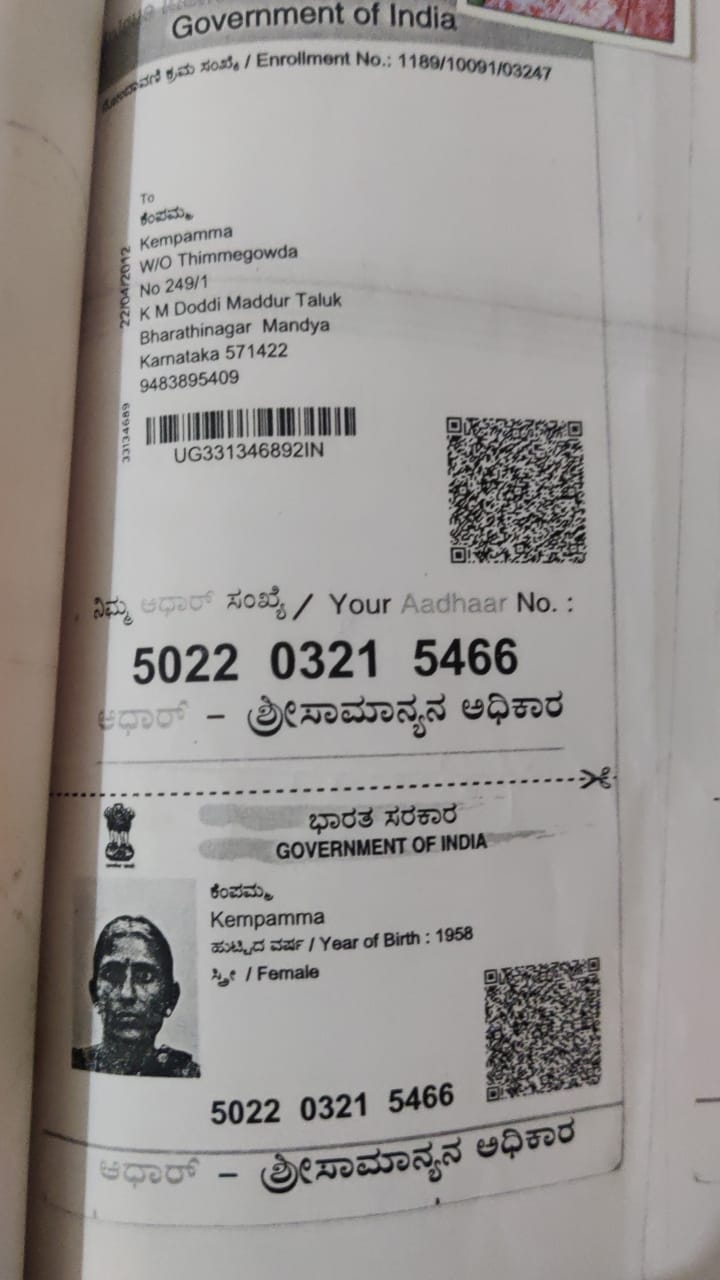 Government of India
ಕ್ರಮ ಸಂಖ್ಯೆ / Enrollment No.: 1189/10091/03247
To
ಕೆಂಪಮ್ಮ
Kempamma
W/O Thimmegowda
No 249/1
K M Doddi Maddur Taluk
Bharathinagar Mandya
Karnataka 571422
9483895409
22/04/2012
33134689
UG331346892IN
ನಿಮ್ಮ ಆಧಾರ್ ಸಂಖ್ಯೆ / Your Aadhaar No. :
5022 0321 5466
ಆಧಾರ್ - ಶ್ರೀಸಾಮಾನ್ಯನ ಅಧಿಕಾರ
ಭಾರತ ಸರಕಾರ
GOVERNMENT OF INDIA
ಕೆಂಪಮ್ಮ
Kempamma
ಹುಟ್ಟಿದ ವರ್ಷ / Year of Birth : 1958
ಸ್ತ್ರೀ / Female
5022 0321 5466
ಆಧಾರ್ - ಶ್ರೀಸಾಮಾನ್ಯನ ಅಧಿಕಾರ